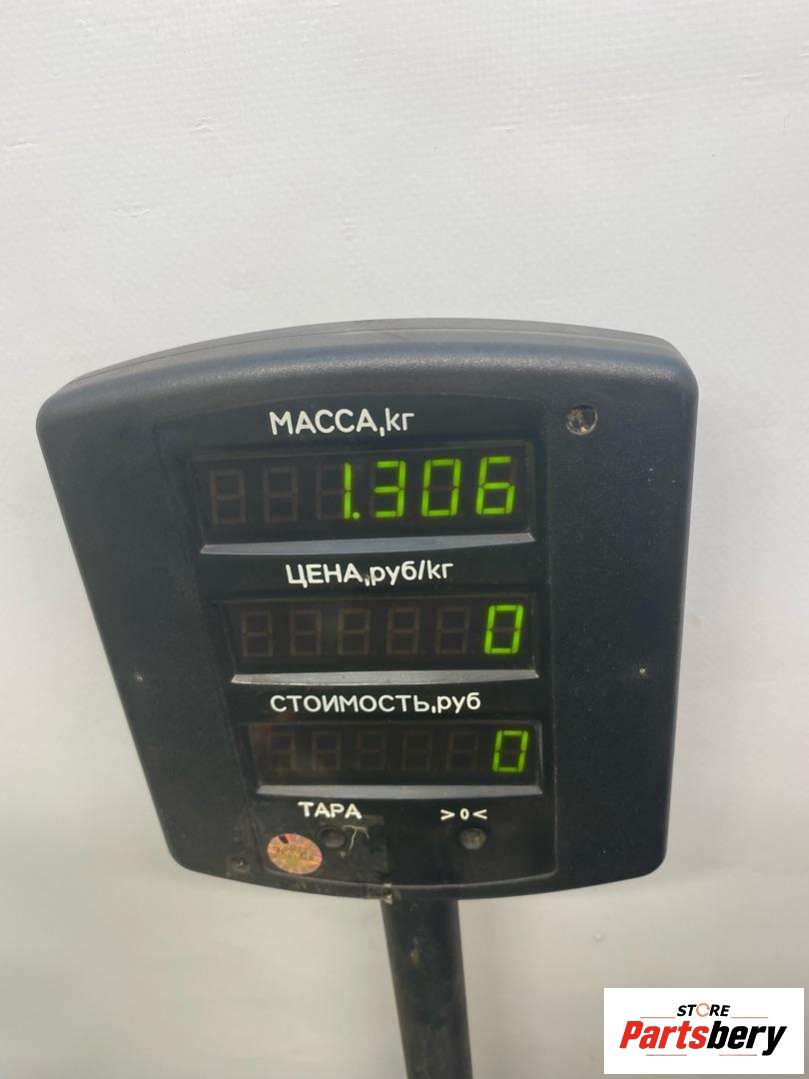 МАССА,кг
1.306
ЦЕНА,руб/кг
0
СТОИМОСТЬ,руб
0
ТАРА >0<
STORE
Partsbery